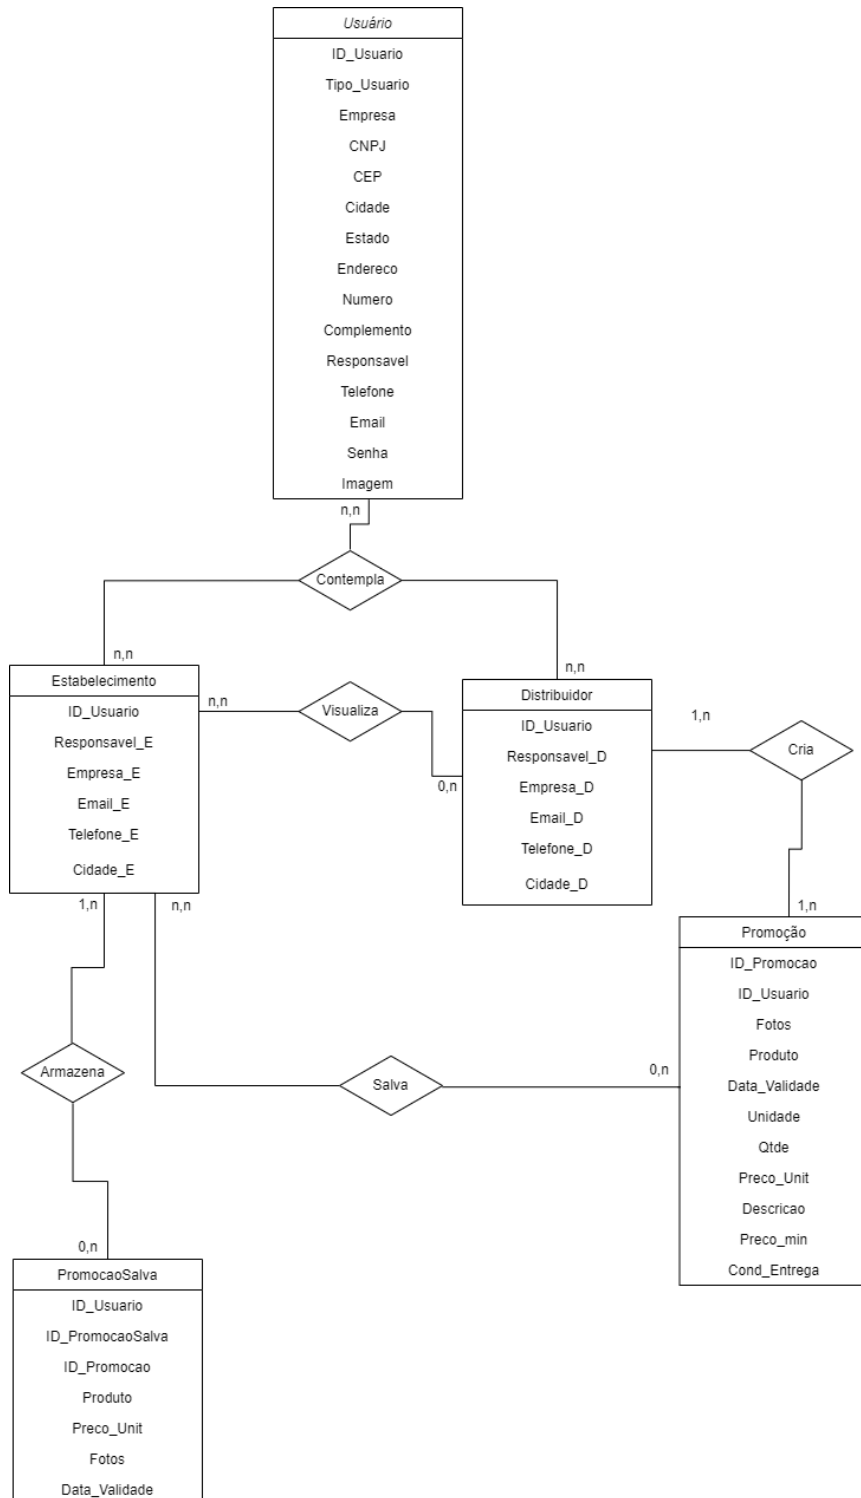 Usuário
ID_Usuario
Tipo_Usuario
Empresa
CNPJ
CEP
Cidade
Estado
Endereco
Numero
Complemento
Responsavel
Telefone
Email
Senha
Imagem
n,n
Contempla
n,n
n,n
Estabelecimento
ID_Usuario
Responsavel_E
Empresa_E
Email_E
Telefone_E
Cidade_E
n,n
Visualiza
0,n
Distribuidor
ID_Usuario
Responsavel_D
Empresa_D
Email_D
Telefone_D
Cidade_D
1,n
Cria
1,n
Promoção
ID_Promocao
ID_Usuario
Fotos
Produto
Data_Validade
Unidade
Qtde
Preco_Unit
Descricao
Preco_min
Cond_Entrega
1,n
n,n
Armazena
Salva
0,n
0,n
PromocaoSalva
ID_Usuario
ID_PromocaoSalva
ID_Promocao
Produto
Preco_Unit
Fotos
Data_Validade